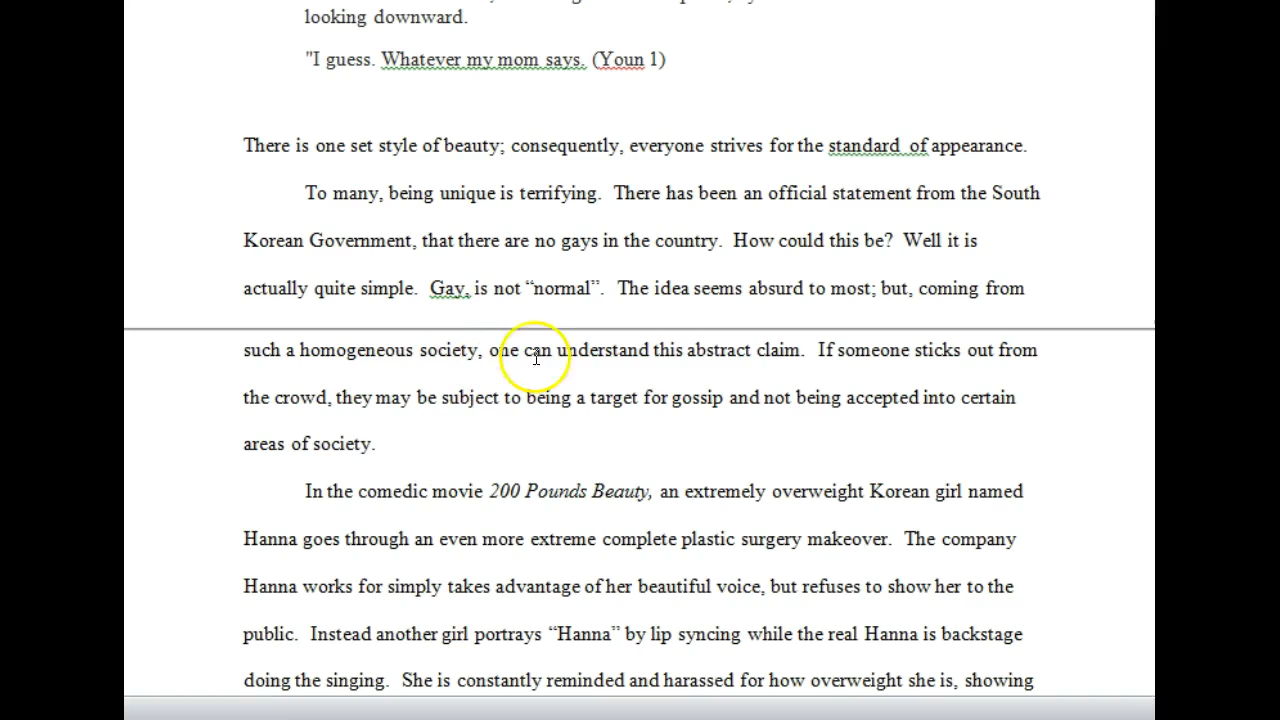 looking downward.
"I guess. Whatever my mom says. (Youn 1)
There is one set style of beauty; consequently, everyone strives for the standard of appearance.
To many, being unique is terrifying. There has been an official statement from the South
Korean Government, that there are no gays in the country. How could this be? Well it is
actually quite simple. Gay, is not “normal”. The idea seems absurd to most; but, coming from
such a homogeneous society, one can understand this abstract claim. If someone sticks out from
the crowd, they may be subject to being a target for gossip and not being accepted into certain
areas of society.
In the comedic movie 200 Pounds Beauty, an extremely overweight Korean girl named
Hanna goes through an even more extreme complete plastic surgery makeover. The company
Hanna works for simply takes advantage of her beautiful voice, but refuses to show her to the
public. Instead another girl portrays “Hanna” by lip syncing while the real Hanna is backstage
doing the singing. She is constantly reminded and harassed for how overweight she is, showing